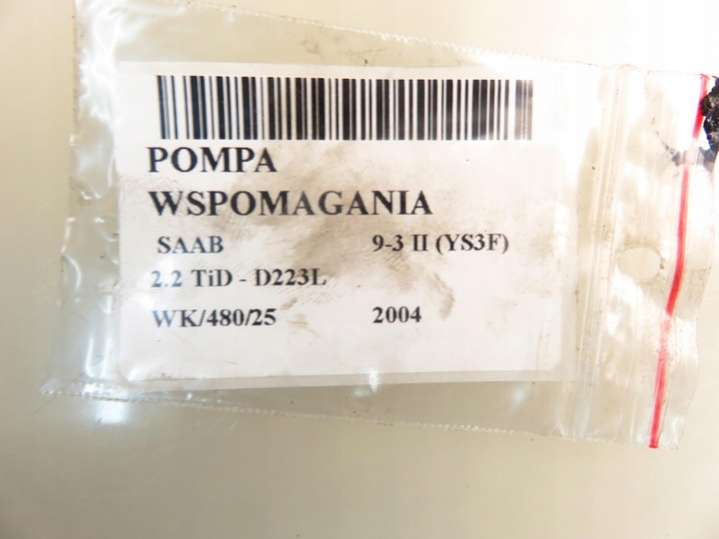 POMPA
WSPOMAGANIA
SAAB 9-3 II (YS3F)
2.2 TiD - D223L
WK/480/25 2004